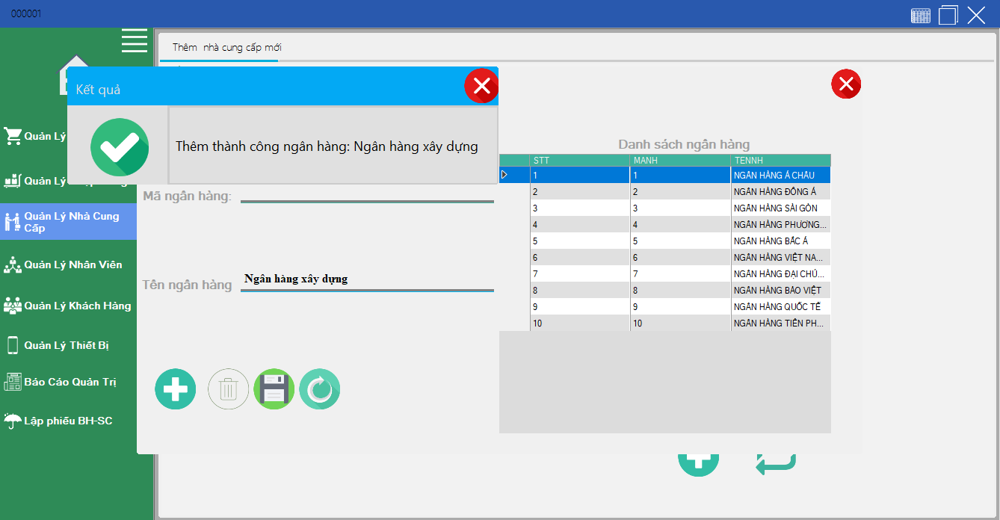 000001
Thêm nhà cung cấp mới
Kết quả
Thêm thành công ngân hàng: Ngân hàng xây dựng
Quản Lý
Quản Lý
Quản Lý Nhà Cung
Cấp
Quản Lý Nhân Viên
Quản Lý Khách Hàng
Quản Lý Thiết Bị
Báo Cáo Quản Trị
Lập phiếu BH-SC
Mã ngân hàng:
Tên ngân hàng
Ngân hàng xây dựng
Danh sách ngân hàng
STT MANH TENNH
1 1 NGÂN HÀNG Á CHÂU
2 2 NGÂN HÀNG ĐÔNG Á
3 3 NGÂN HÀNG SÀI GÒN
4 4 NGÂN HÀNG PHƯƠNG...
5 5 NGÂN HÀNG BẮC Á
6 6 NGÂN HÀNG VIỆT NA...
7 7 NGÂN HÀNG ĐẠI CHÚ...
8 8 NGÂN HÀNG BẢO VIỆT
9 9 NGÂN HÀNG QUỐC TẾ
10 10 NGÂN HÀNG TIÊN PH...